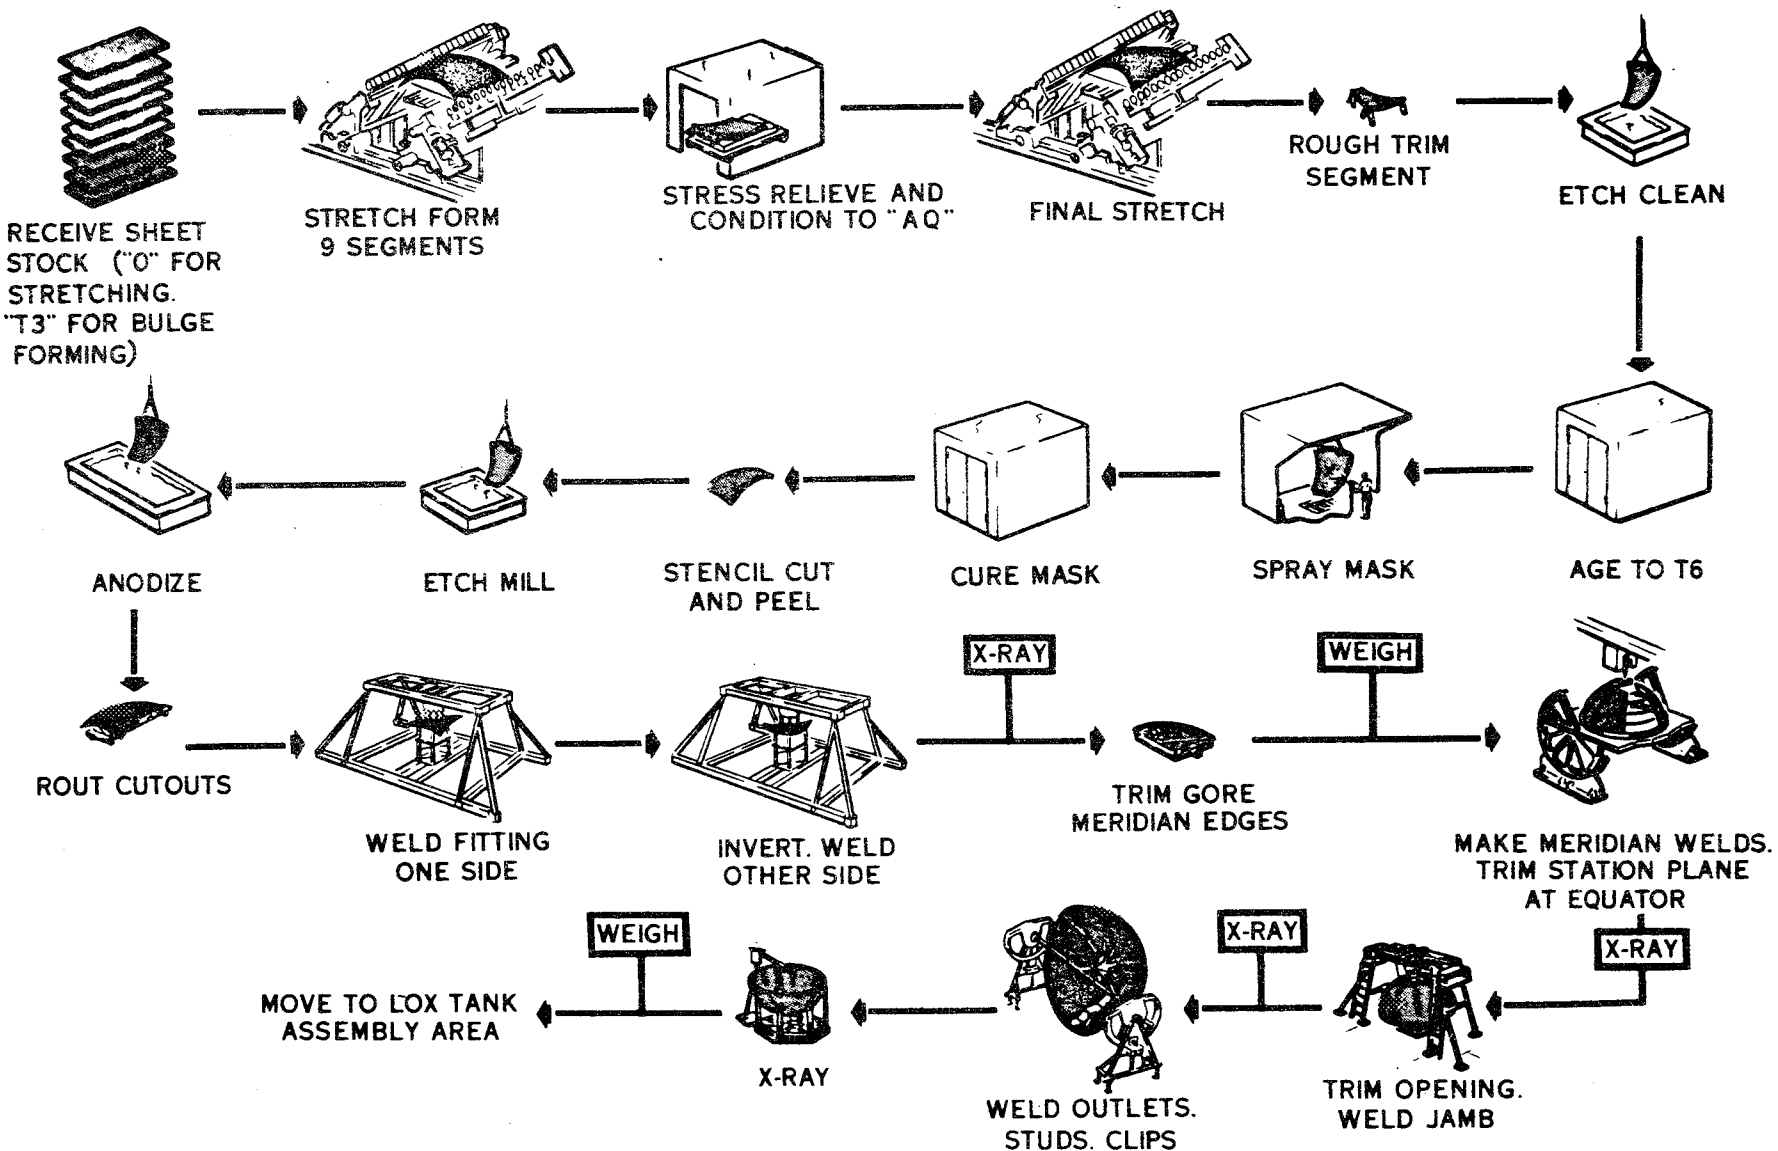 RECEIVE SHEET
STOCK ("O" FOR
STRETCHING.
"T3" FOR BULGE
FORMING)
STRETCH FORM
9 SEGMENTS
STRESS RELIEVE AND
CONDITION TO "AQ"
FINAL STRETCH
ROUGH TRIM
SEGMENT
ETCH CLEAN
ANODIZE
ETCH MILL
STENCIL CUT
AND PEEL
CURE MASK
SPRAY MASK
AGE TO T6
ROUT CUTOUTS
WELD FITTING
ONE SIDE
INVERT. WELD
OTHER SIDE
X-RAY
TRIM GORE
MERIDIAN EDGES
WEIGH
MAKE MERIDIAN WELDS.
TRIM STATION PLANE
AT EQUATOR
X-RAY
TRIM OPENING.
WELD JAMB
X-RAY
WELD OUTLETS.
STUDS. CLIPS
X-RAY
WEIGH
MOVE TO LOX TANK
ASSEMBLY AREA